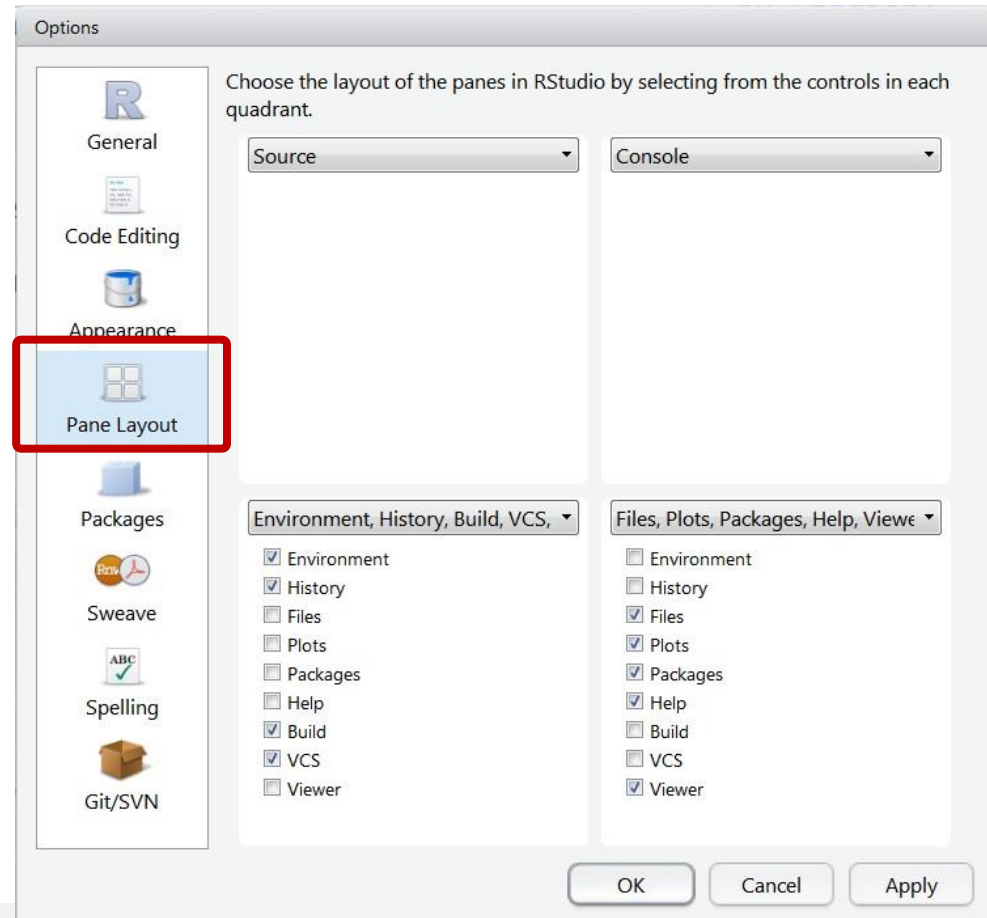 Options
Choose the layout of the panes in RStudio by selecting from the controls in each
quadrant.
R
General
Code Editing
Appearance
Pane Layout
Packages
Rnw
Sweave
ABC
Spelling
Git/SVN
Source
Console
Environment, History, Build, VCS,
Environment
History
Files
Plots
Packages
Help
Build
VCS
Viewer
Files, Plots, Packages, Help, Viewe
Environment
History
Files
Plots
Packages
Help
Build
VCS
Viewer
OK
Cancel
Apply